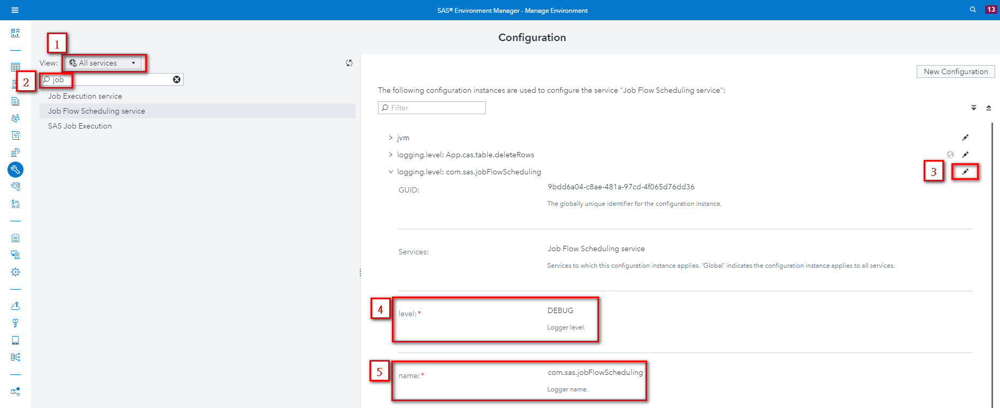 SAS® Environment Manager - Manage Environment
13
Configuration
1
View: All services
2
job
Job Execution service
Job Flow Scheduling service
SAS Job Execution
$w.
w.d
New Configuration
The following configuration instances are used to configure the service "Job Flow Scheduling service":
Filter
jvm
logging.level: App.cas.table.deleteRows
logging.level: com.sas.jobFlowScheduling
3
GUID: 9bdd6a04-c8ae-481a-97cd-4f065d76dd36
The globally unique identifier for the configuration instance.
Services: Job Flow Scheduling service
Services to which this configuration instance applies. 'Global' indicates the configuration instance applies to all services.
4
level:* DEBUG
Logger level.
5
name:* com.sas.jobFlowScheduling
Logger name.